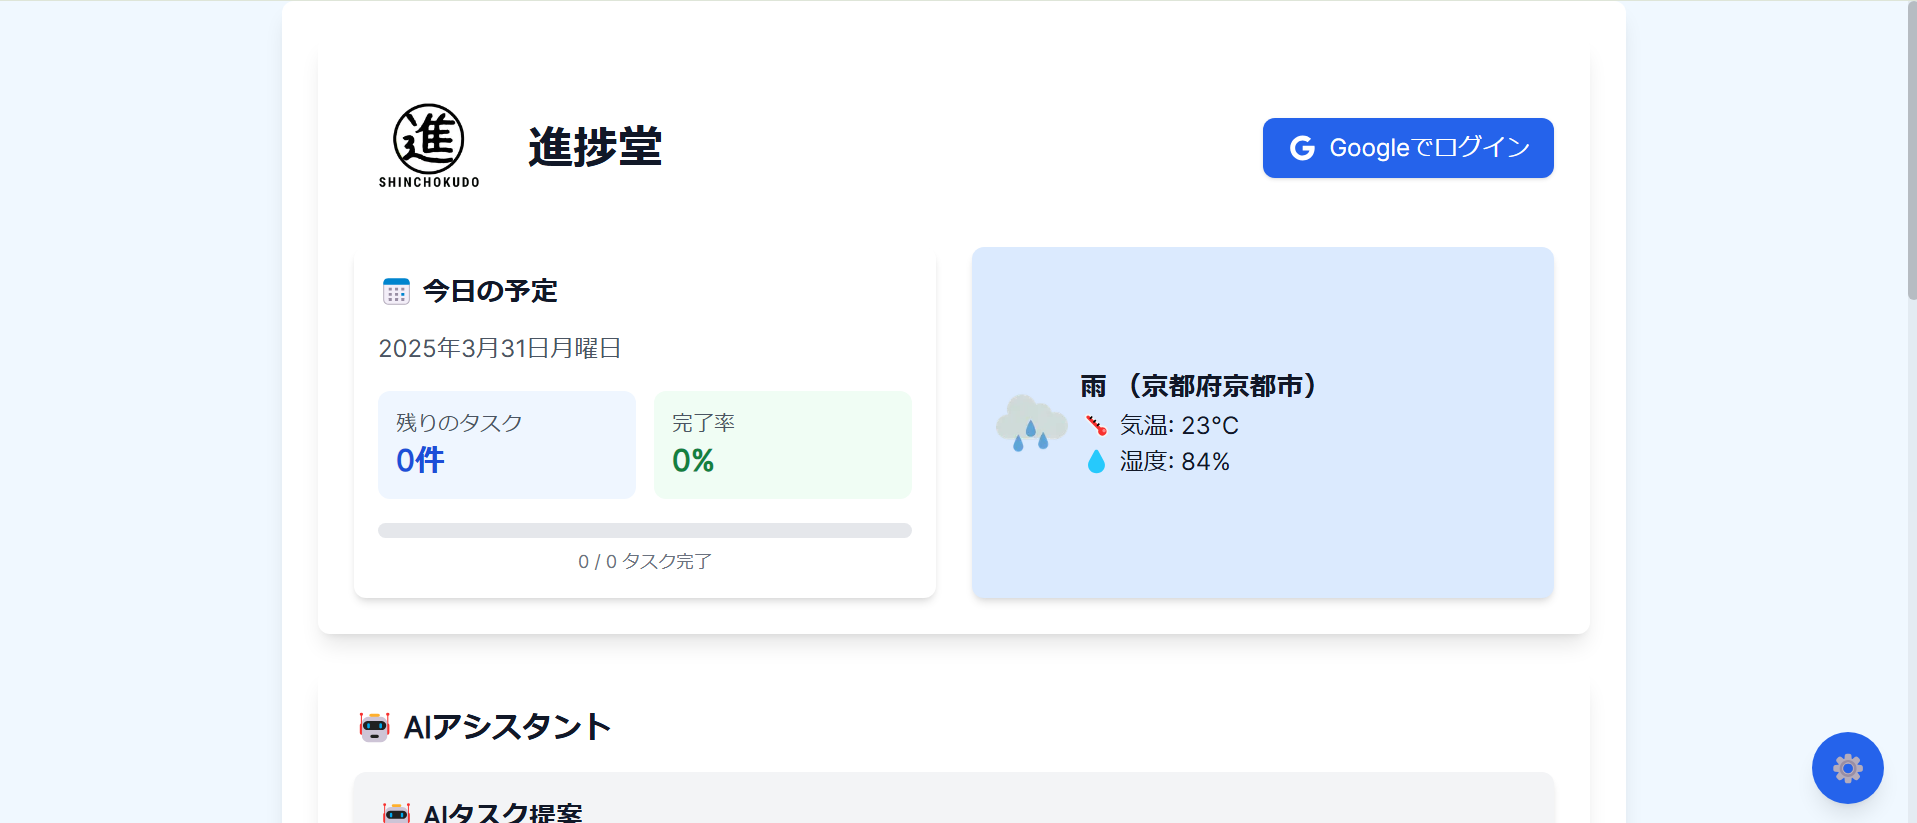 進
SHINCHOKUDO
進捗堂
Googleでログイン
今日の予定
2025年3月31日月曜日
残りのタスク
0件
完了率
0%
0 / 0 タスク完了
雨 （京都府京都市）
気温: 23°C
湿度: 84%
AIアシスタント
AIタスク提案